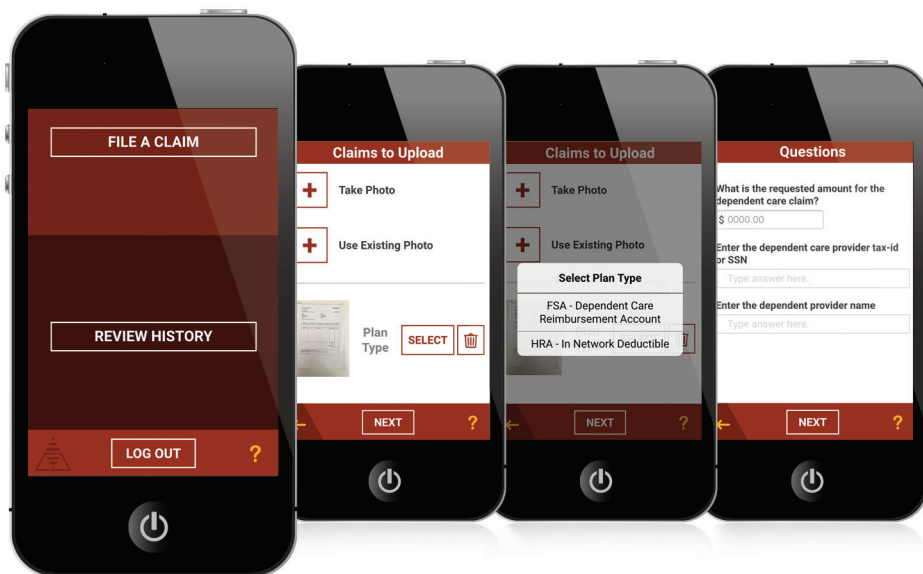 FILE A CLAIM
REVIEW HISTORY
LOG OUT
?
Claims to Upload
+ Take Photo
+ Use Existing Photo
Plan
Type
SELECT
NEXT
?
Claims to Upload
+ Take Photo
+ Use Existing Photo
Select Plan Type
FSA - Dependent Care
Reimbursement Account
HRA - In Network Deductible
NEXT
?
Questions
What is the requested amount for the
dependent care claim?
$ 0000.00
Enter the dependent care provider tax-id
or SSN
Type answer here.
Enter the dependent provider name
Type answer here.
NEXT
?